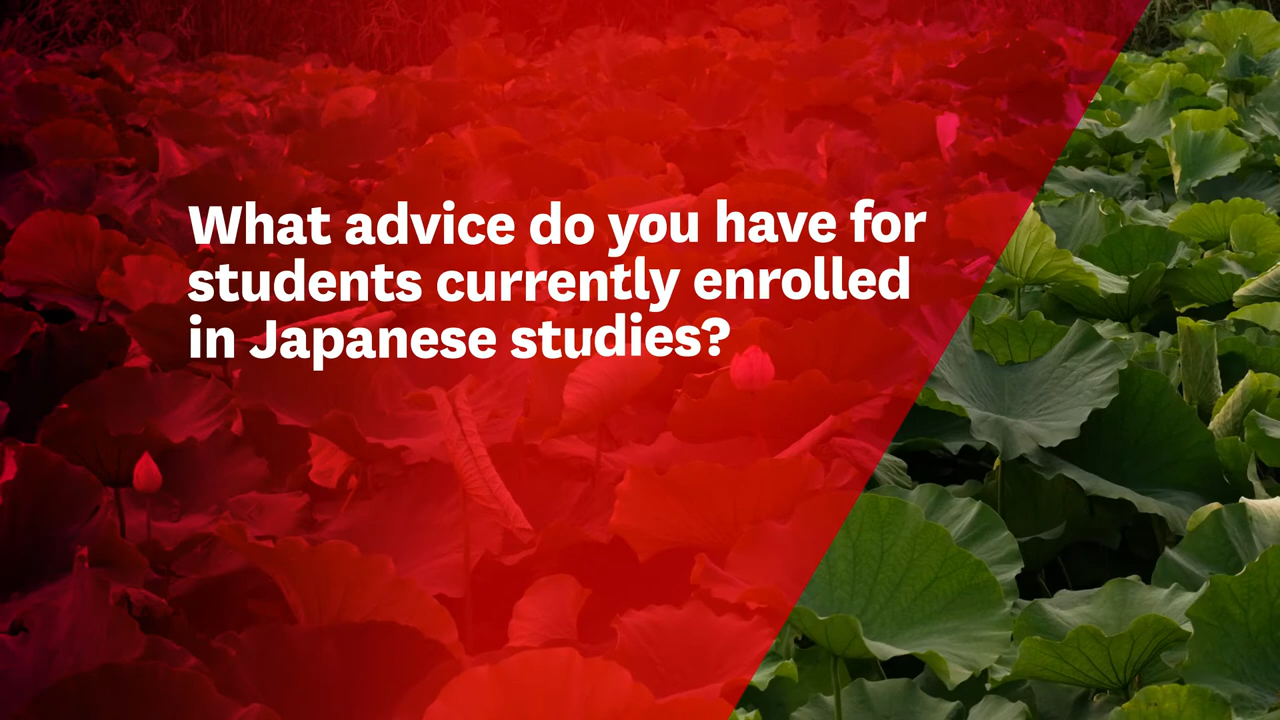 What advice do you have for
students currently enrolled
in Japanese studies?